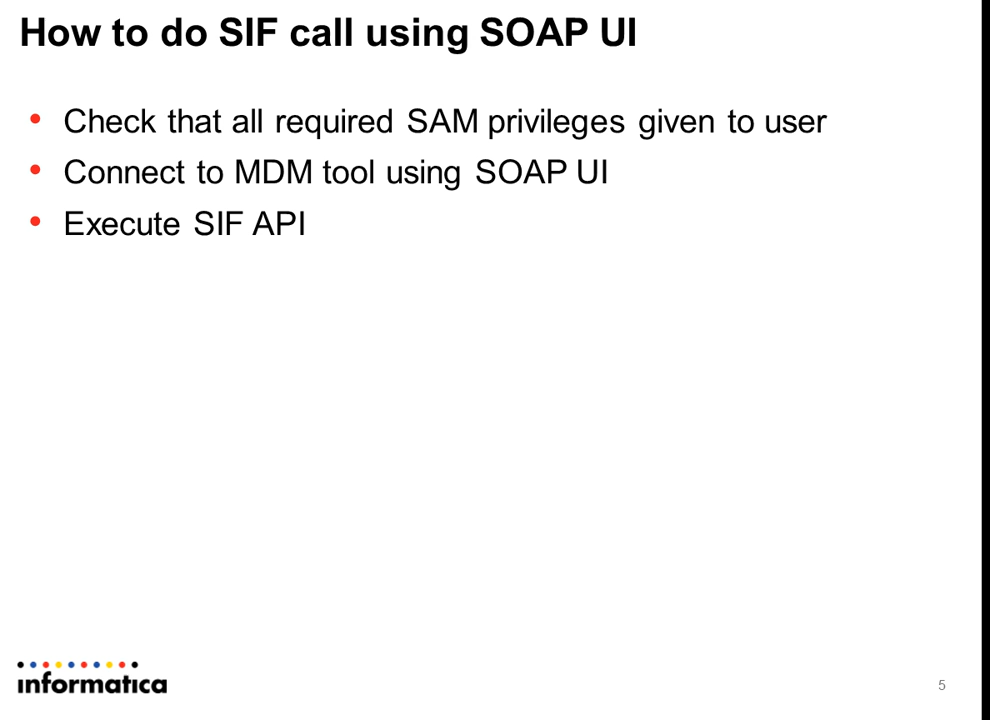 How to do SIF call using SOAP UI
• Check that all required SAM privileges given to user
• Connect to MDM tool using SOAP UI
• Execute SIF API
informatica
5